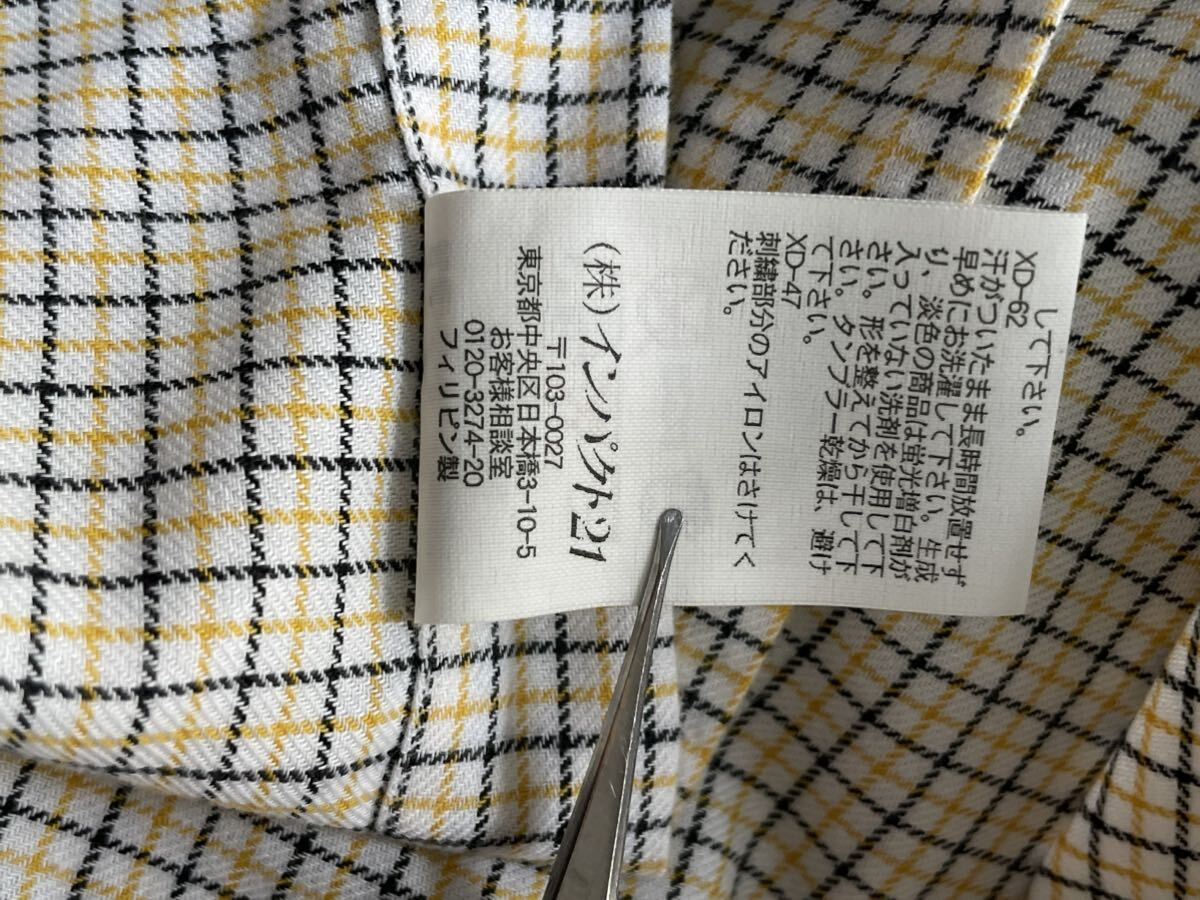 して下さい。
XD-62
汗がついたまま長時間放置せず
早めにお洗濯して下さい。生成
り、淡色の商品は蛍光増白剤が
入っていない洗剤を使用して下
さい。形を整えてから干して下
さい。タンブラー乾燥は、避け
て下さい。
XD-47
刺繍部分のアイロンはさけてく
ださい。
(株)インパクト21
〒103-0027
東京都中央区日本橋3-10-5
お客様相談室
0120-3274-20
フィリピン製